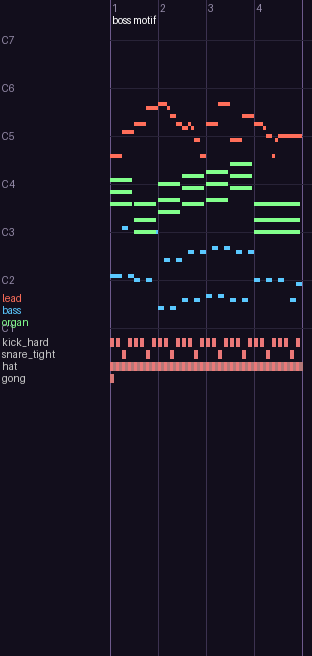 1 2 3 4
boss motif
C7
C6
C5
C4
C3
C2
lead
bass
organ
C1
kick_hard
snare_tight
hat
gong